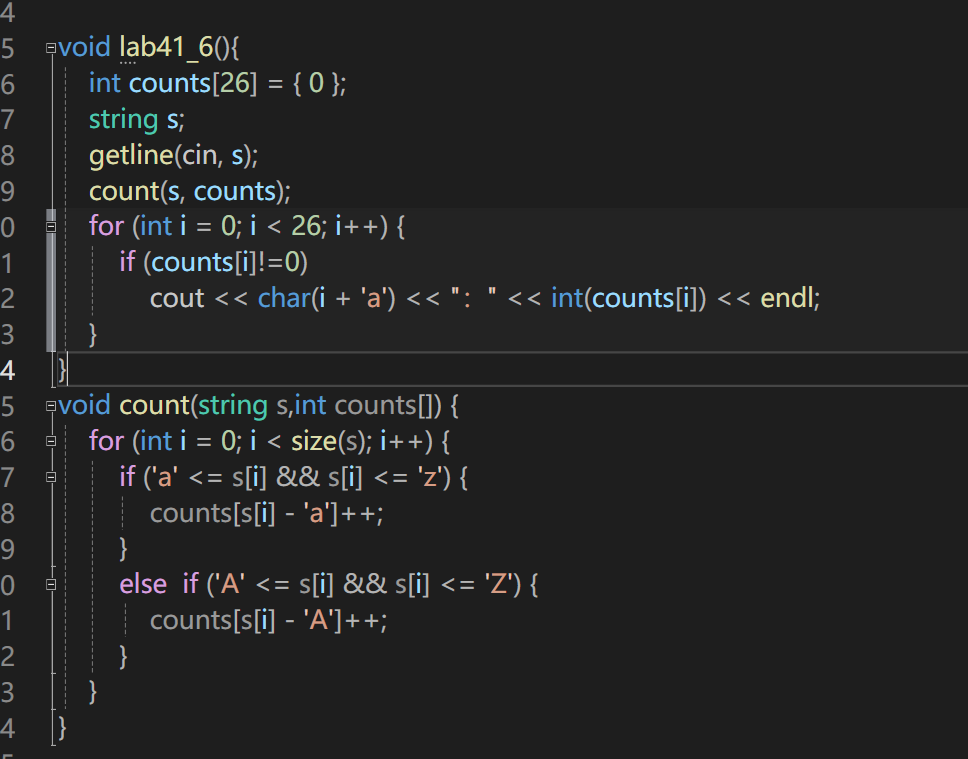 4
5 void lab41_6(){
6 int counts[26] = { 0 };
7 string s;
8 getline(cin, s);
9 count(s, counts);
0 for (int i = 0; i < 26; i++) {
1 if (counts[i]!=0)
2 cout << char(i + 'a') << ": " << int(counts[i]) << endl;
3 }
4 }
5 void count(string s,int counts[]) {
6 for (int i = 0; i < size(s); i++) {
7 if ('a' <= s[i] && s[i] <= 'z') {
8 counts[s[i] - 'a']++;
9 }
0 else  if ('A' <= s[i] && s[i] <= 'Z') {
1 counts[s[i] - 'A']++;
2 }
3 }
4 }